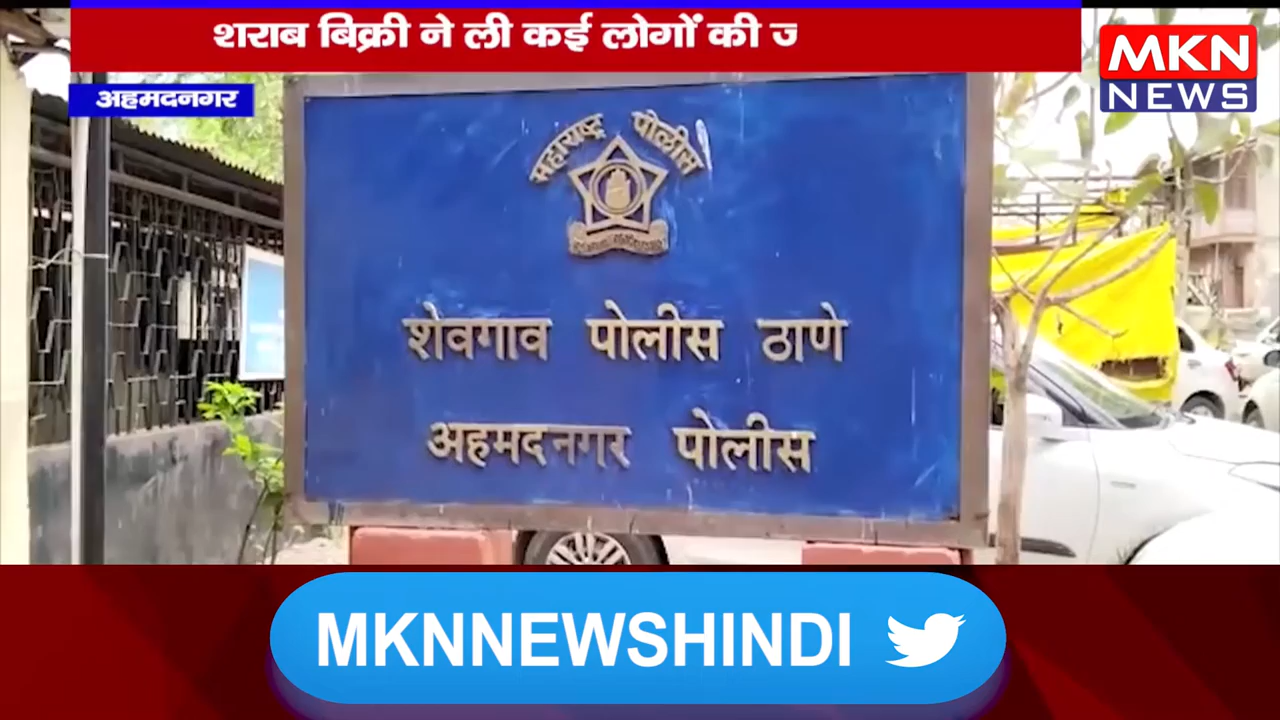 शराब बिक्री ने ली कई लोगों की ज
MKN
NEWS
अहमदनगर
महाराष्ट्र पोलीस
शेवगाव पोलीस ठाणे
अहमदनगर पोलीस
MKNNEWSHINDI